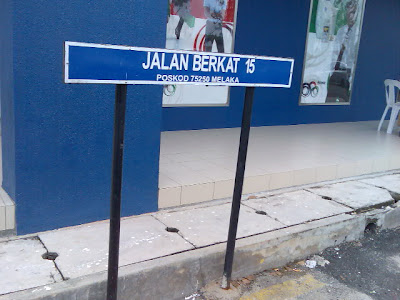 JALAN BERKAT 15
POSKOD 75250 MELAKA